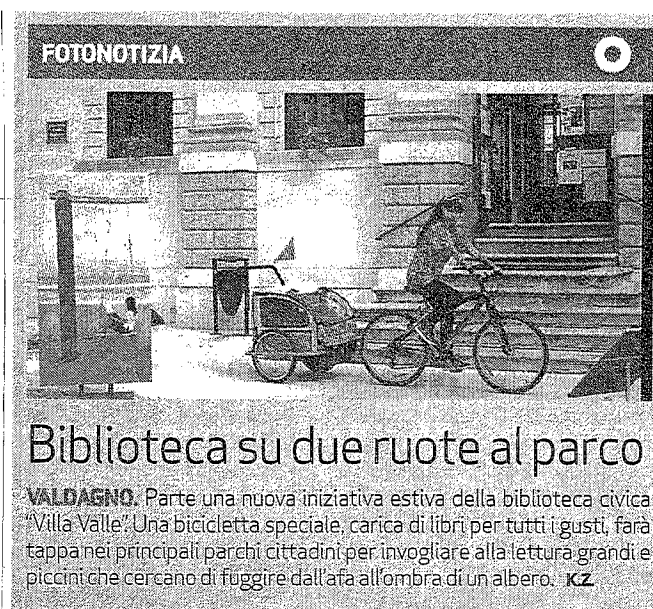 FOTONOTIZIA
Biblioteca su due ruote al parco
VALDAGNO. Parte una nuova iniziativa estiva della biblioteca civica
"Villa Valle". Una bicicletta speciale, carica di libri per tutti i gusti, farà
tappa nei principali parchi cittadini per invogliare alla lettura grandi e
piccini che cercano di fuggire dall'afa all'ombra di un albero. K.Z.